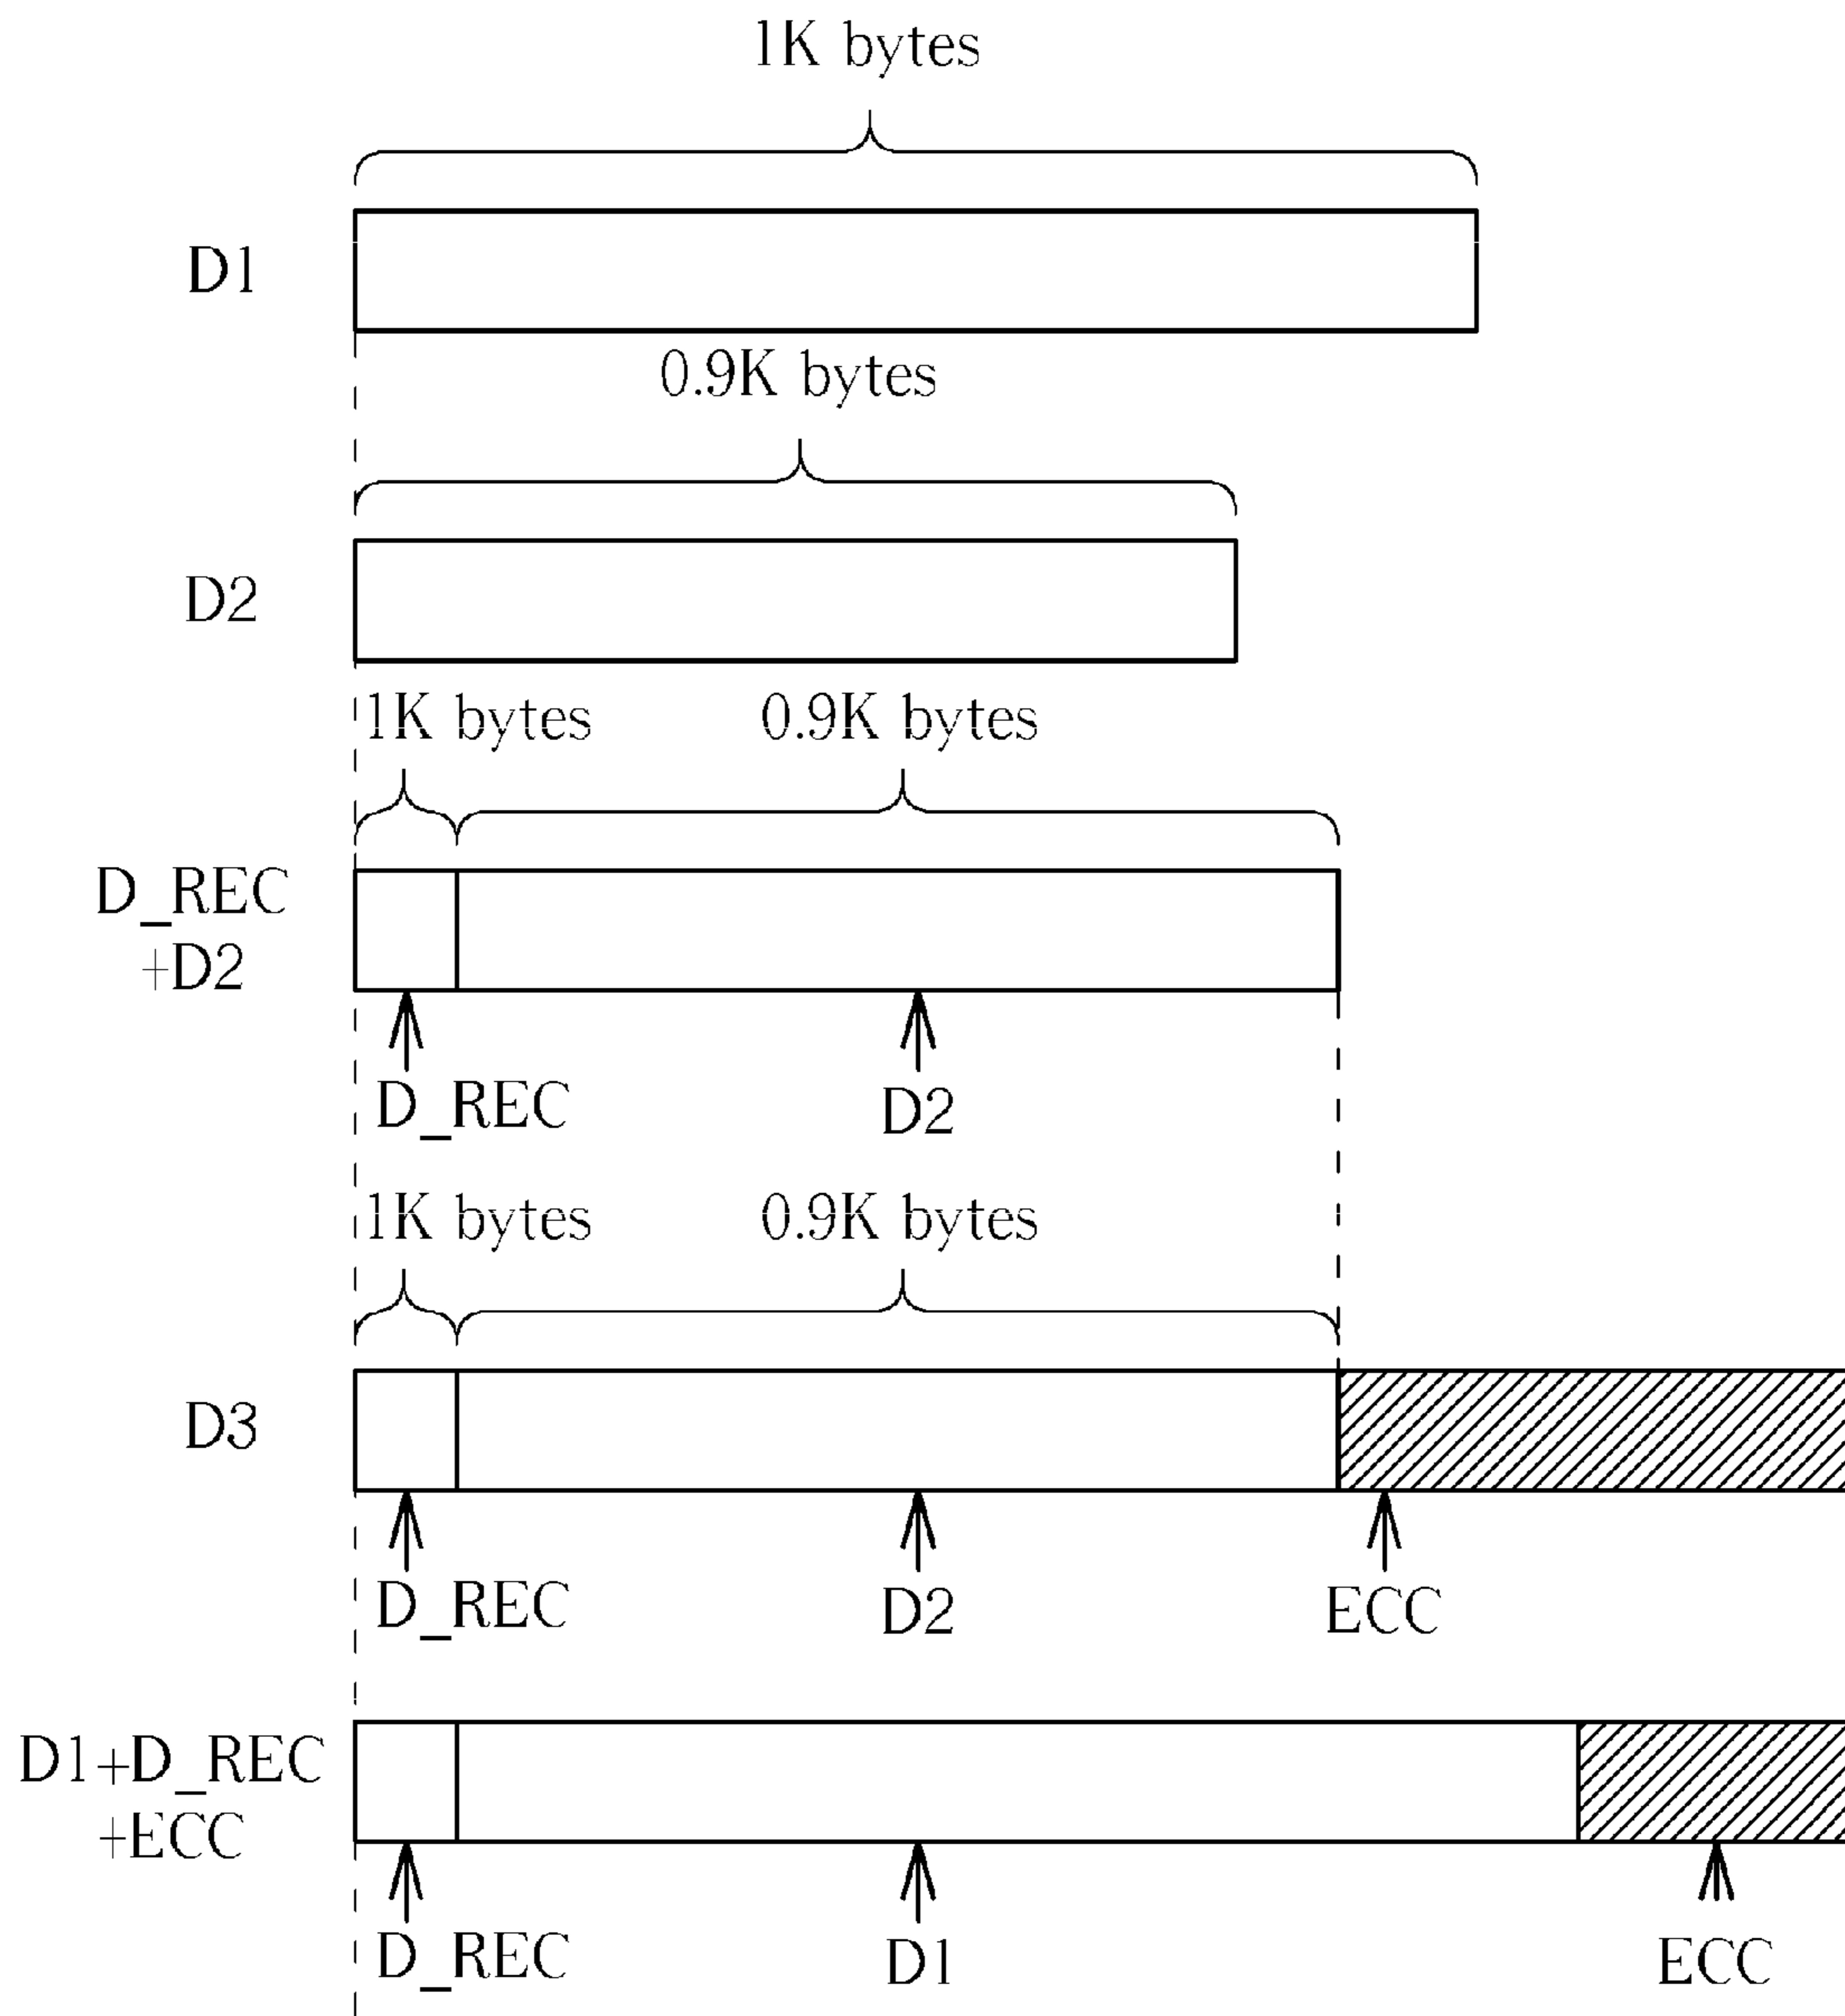 1K bytes
D1
0.9K bytes
D2
1K bytes 0.9K bytes
D_REC
+D2
D_REC D2
1K bytes 0.9K bytes
D3
D_REC D2 ECC
D1+D_REC
+ECC
D_REC D1 ECC